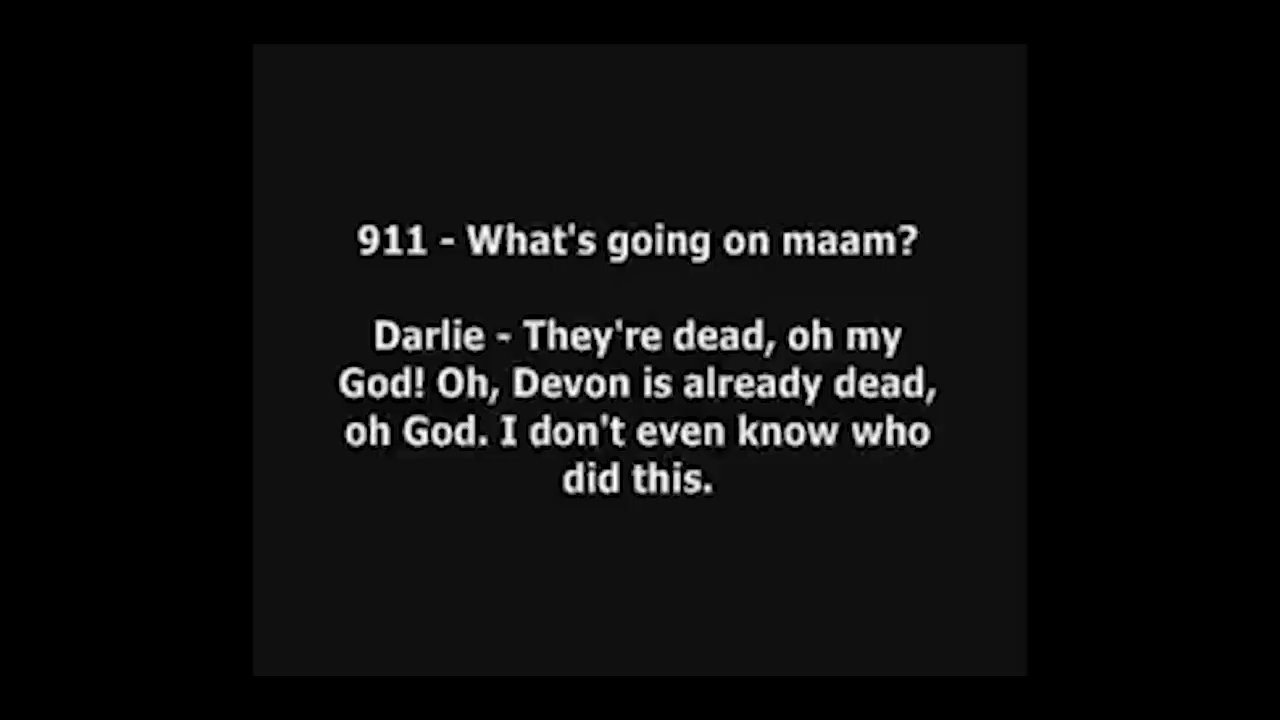 911 - What's going on maam?
Darlie - They're dead, oh my
God! Oh, Devon is already dead,
oh God. I don't even know who
did this.